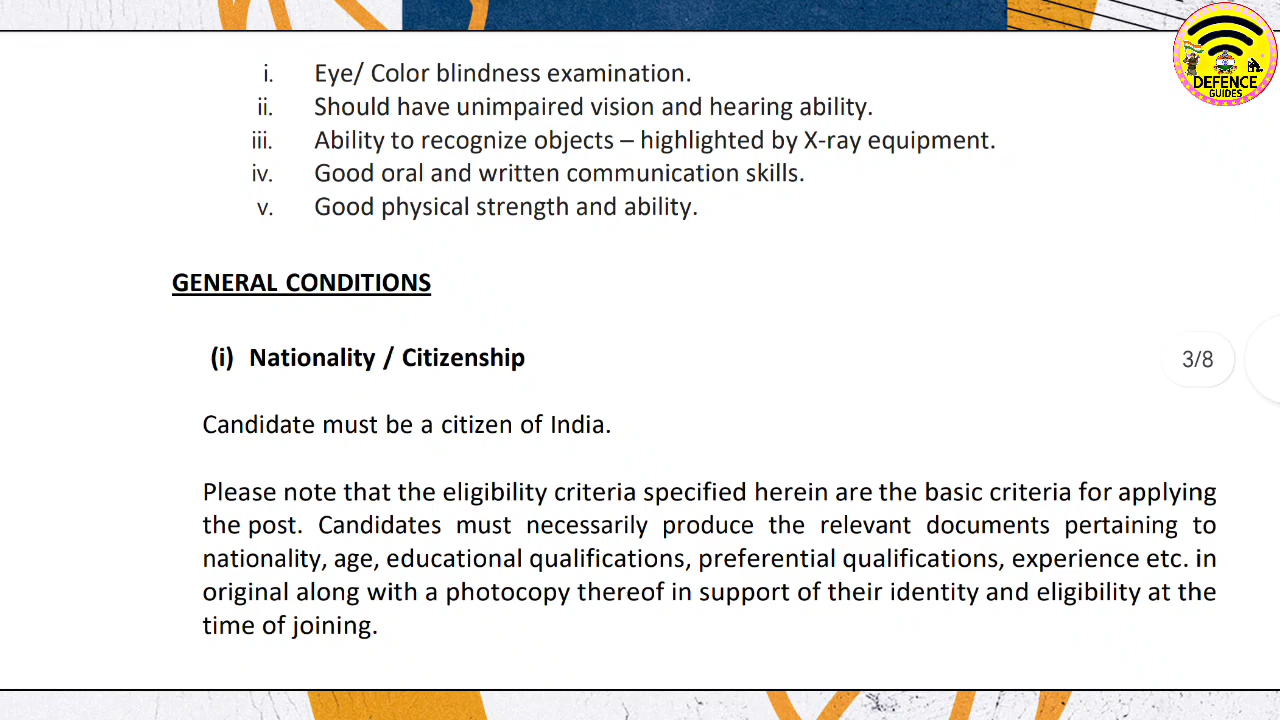 DEFENCE
GUIDES
i. Eye/ Color blindness examination.
ii. Should have unimpaired vision and hearing ability.
iii. Ability to recognize objects – highlighted by X-ray equipment.
iv. Good oral and written communication skills.
v. Good physical strength and ability.
GENERAL CONDITIONS
(i) Nationality / Citizenship
3/8
Candidate must be a citizen of India.
Please note that the eligibility criteria specified herein are the basic criteria for applying
the post. Candidates must necessarily produce the relevant documents pertaining to
nationality, age, educational qualifications, preferential qualifications, experience etc. in
original along with a photocopy thereof in support of their identity and eligibility at the
time of joining.